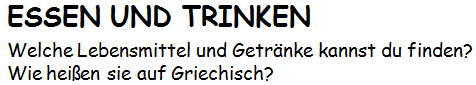 ESSEN UND TRINKEN
Welche Lebensmittel und Getränke kannst du finden?
Wie heißen sie auf Griechisch?